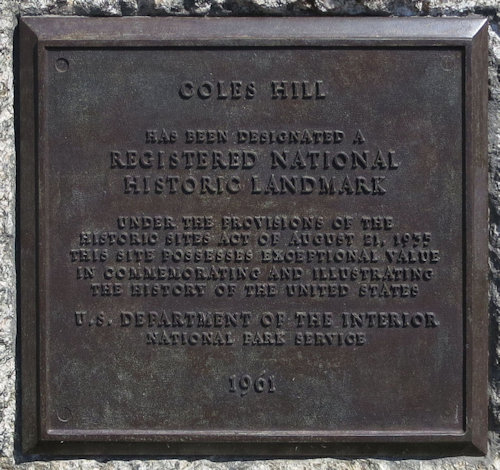 COLES HILL
HAS BEEN DESIGNATED A
REGISTERED NATIONAL
HISTORIC LANDMARK
UNDER THE PROVISIONS OF THE
HISTORIC SITES ACT OF AUGUST 21, 1935
THIS SITE POSSESSES EXCEPTIONAL VALUE
IN COMMEMORATING AND ILLUSTRATING
THE HISTORY OF THE UNITED STATES
U.S. DEPARTMENT OF THE INTERIOR
NATIONAL PARK SERVICE
1961